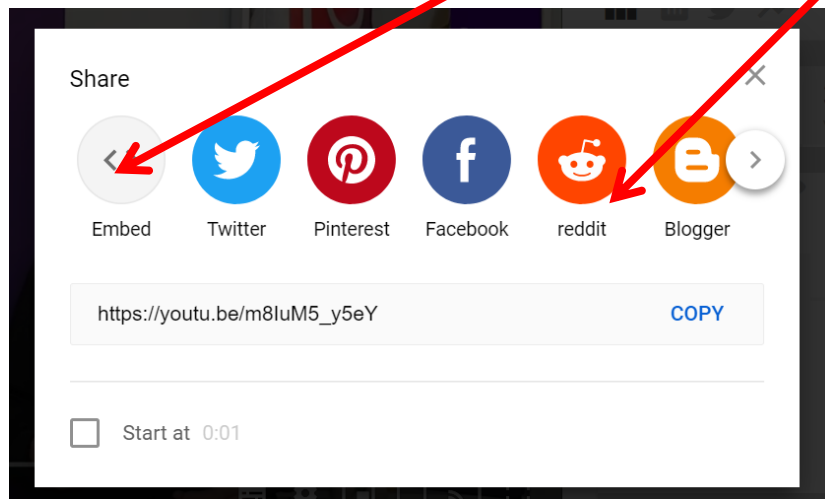 Share
Embed Twitter Pinterest Facebook reddit Blogger
https://youtu.be/m8IuM5_y5eY COPY
Start at 0:01